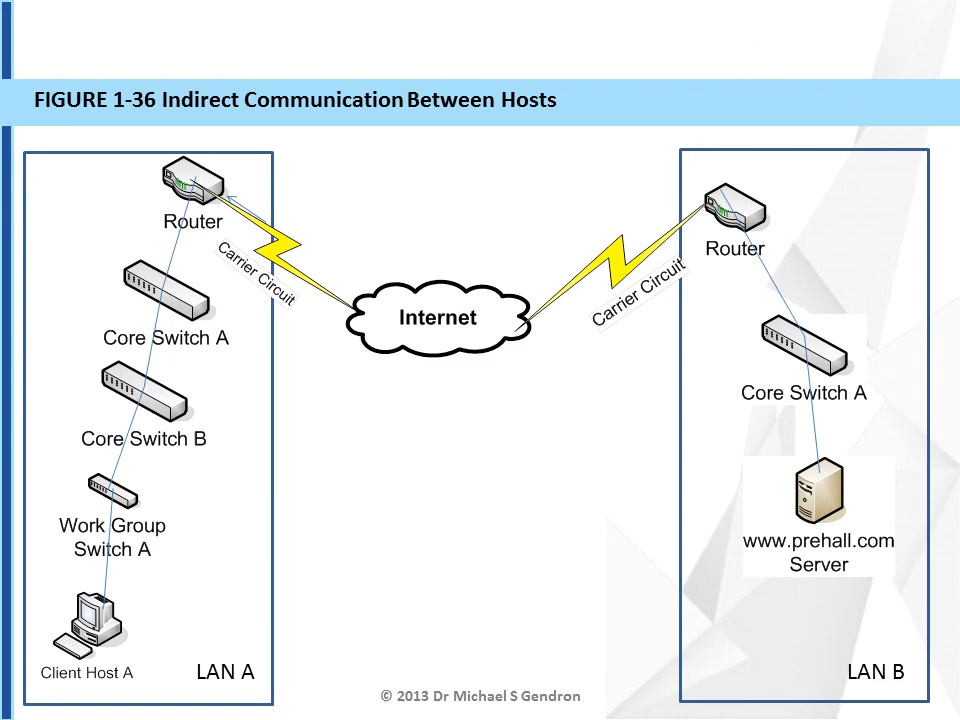 FIGURE 1-36 Indirect Communication Between Hosts
Router
Carrier Circuit
Core Switch A
Core Switch B
Work Group
Switch A
Client Host A
LAN A
Internet
Carrier Circuit
Router
Core Switch A
www.prehall.com
Server
LAN B
© 2013 Dr Michael S Gendron